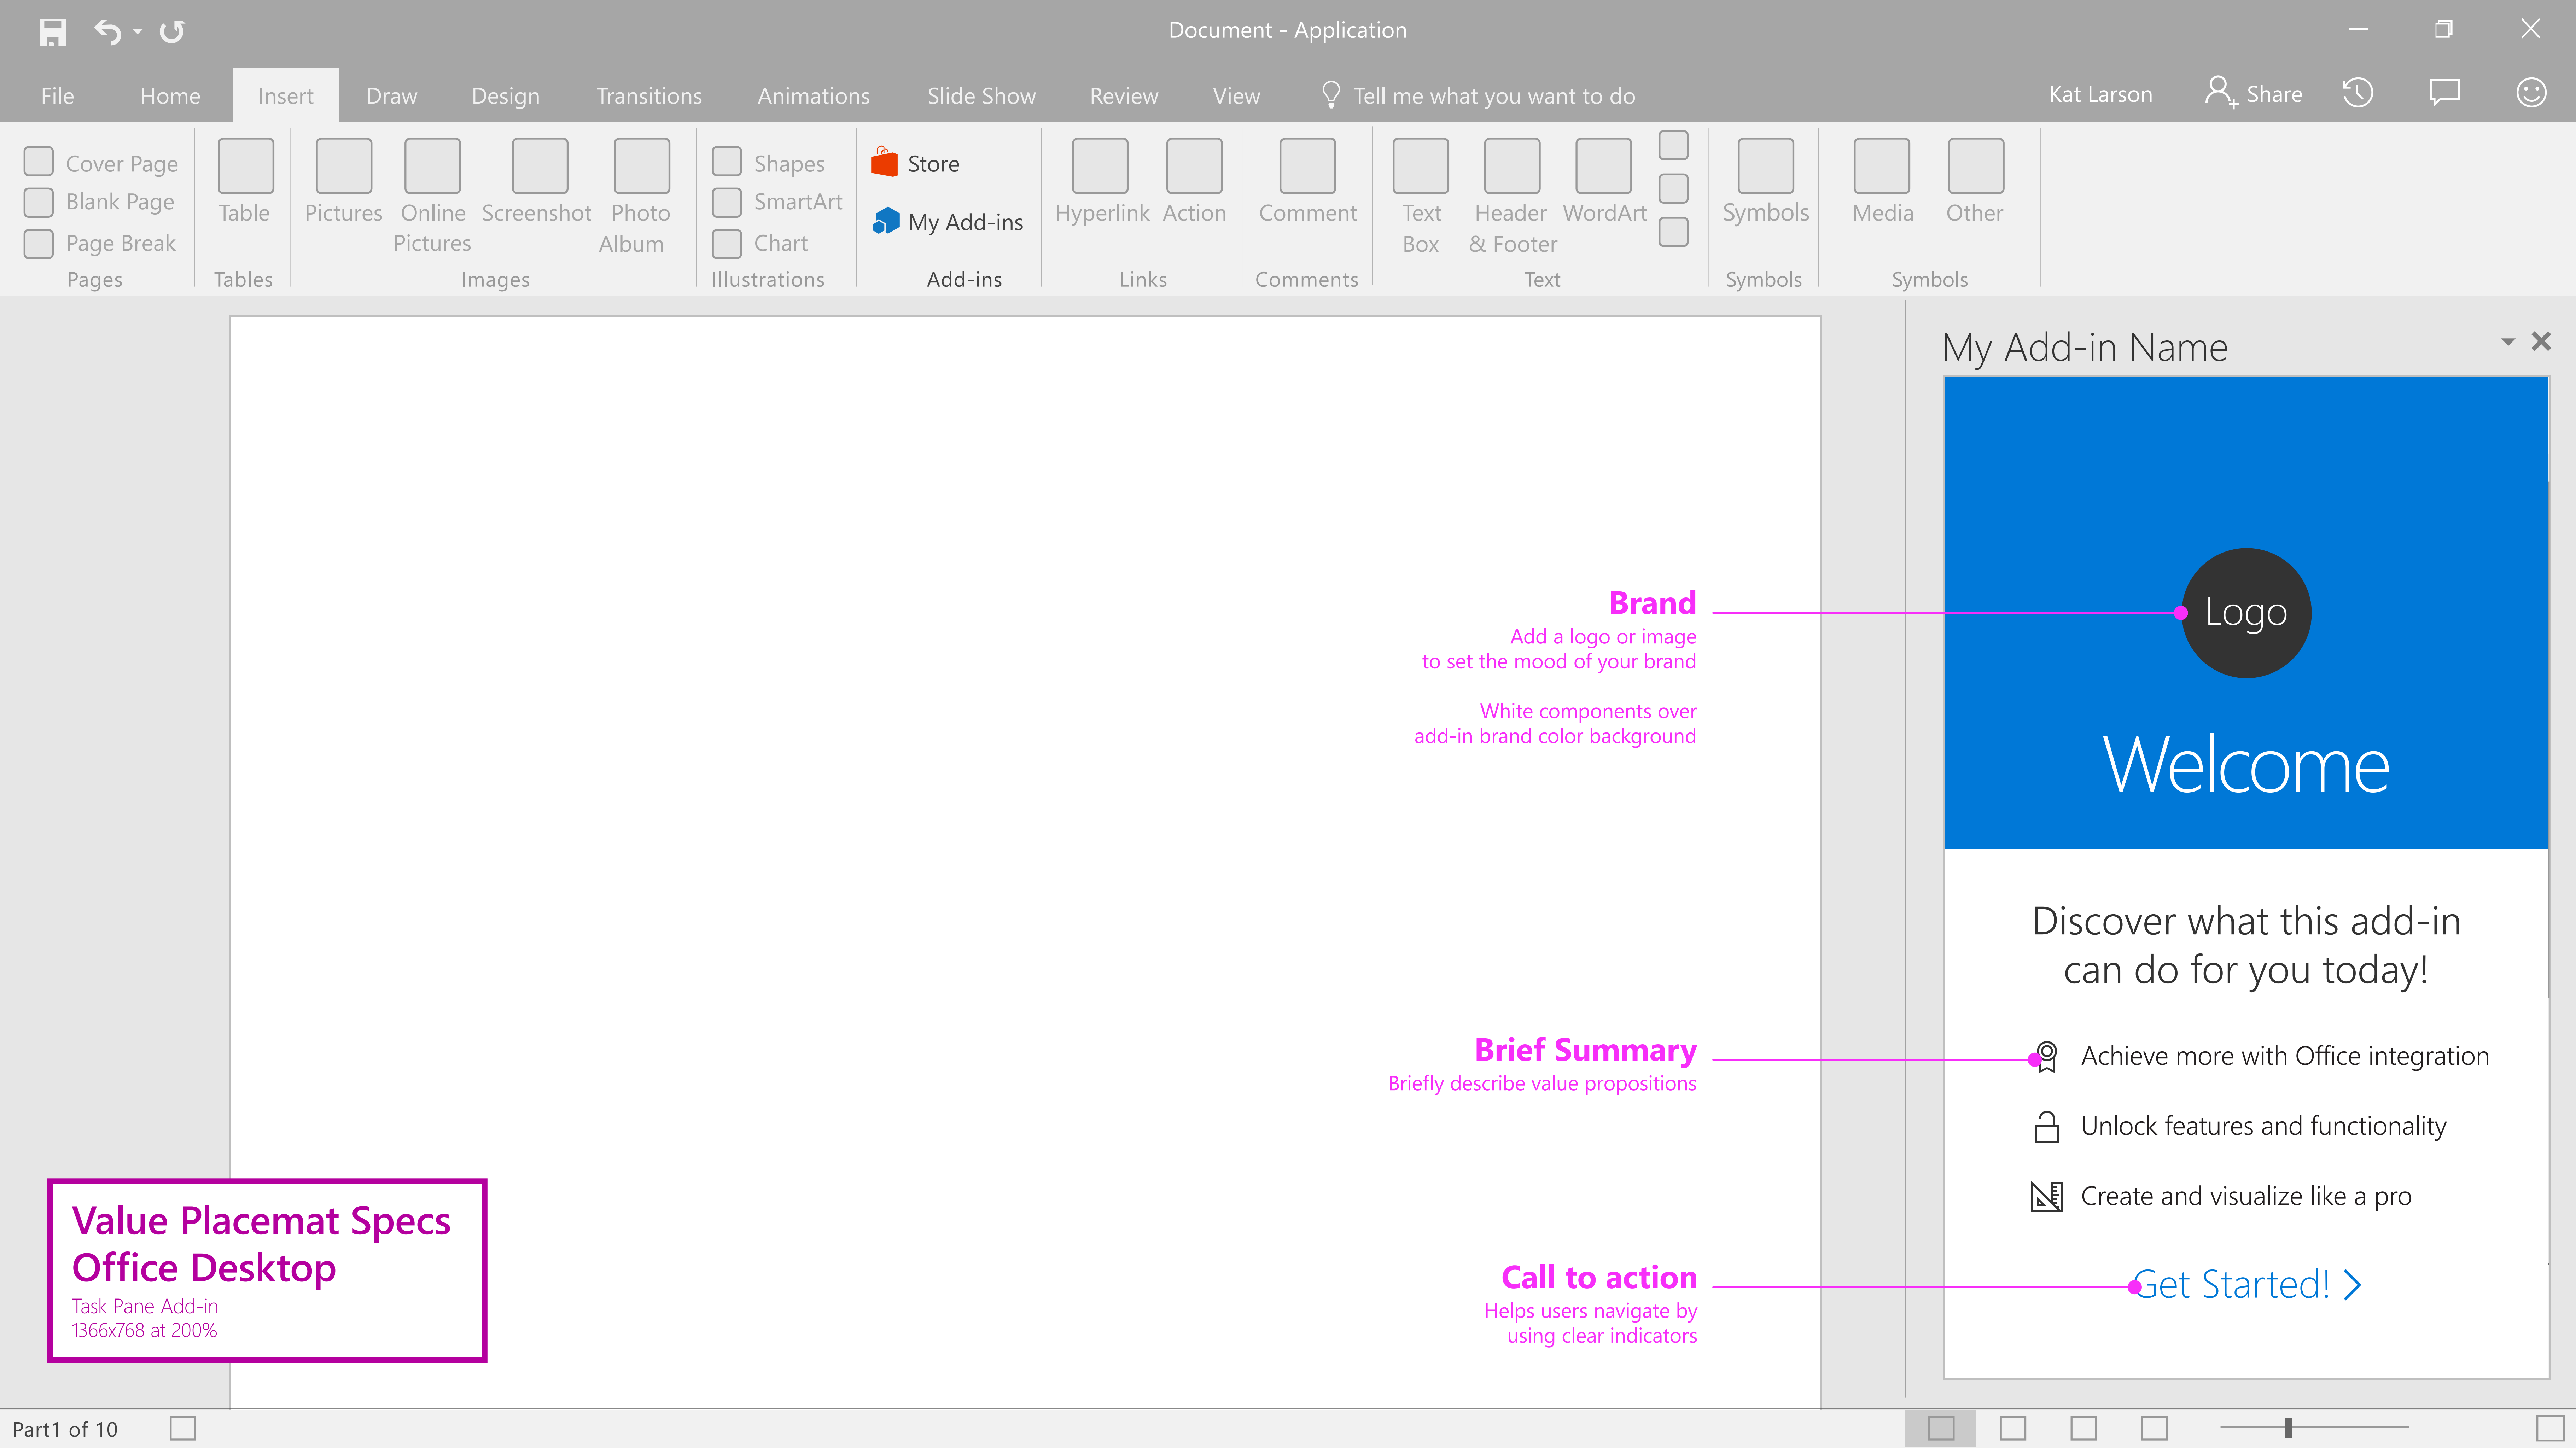 Document - Application
File Home Insert Draw Design Transitions Animations Slide Show Review View Tell me what you want to do Kat Larson Share
Cover Page
Blank Page
Page Break
Pages
Table
Tables
Pictures
Online
Pictures
Screenshot
Photo
Album
Images
Shapes
SmartArt
Chart
Illustrations
Store
My Add-ins
Add-ins
Hyperlink
Action
Links
Comment
Comments
Text
Box
Header
& Footer
WordArt
Text
Symbols
Symbols
Media
Other
Symbols
Brand
Add a logo or image
to set the mood of your brand
White components over
add-in brand color background
Brief Summary
Briefly describe value propositions
Call to action
Helps users navigate by
using clear indicators
Value Placemat Specs
Office Desktop
Task Pane Add-in
1366x768 at 200%
My Add-in Name
Logo
Welcome
Discover what this add-in
can do for you today!
Achieve more with Office integration
Unlock features and functionality
Create and visualize like a pro
Get Started!
Part1 of 10